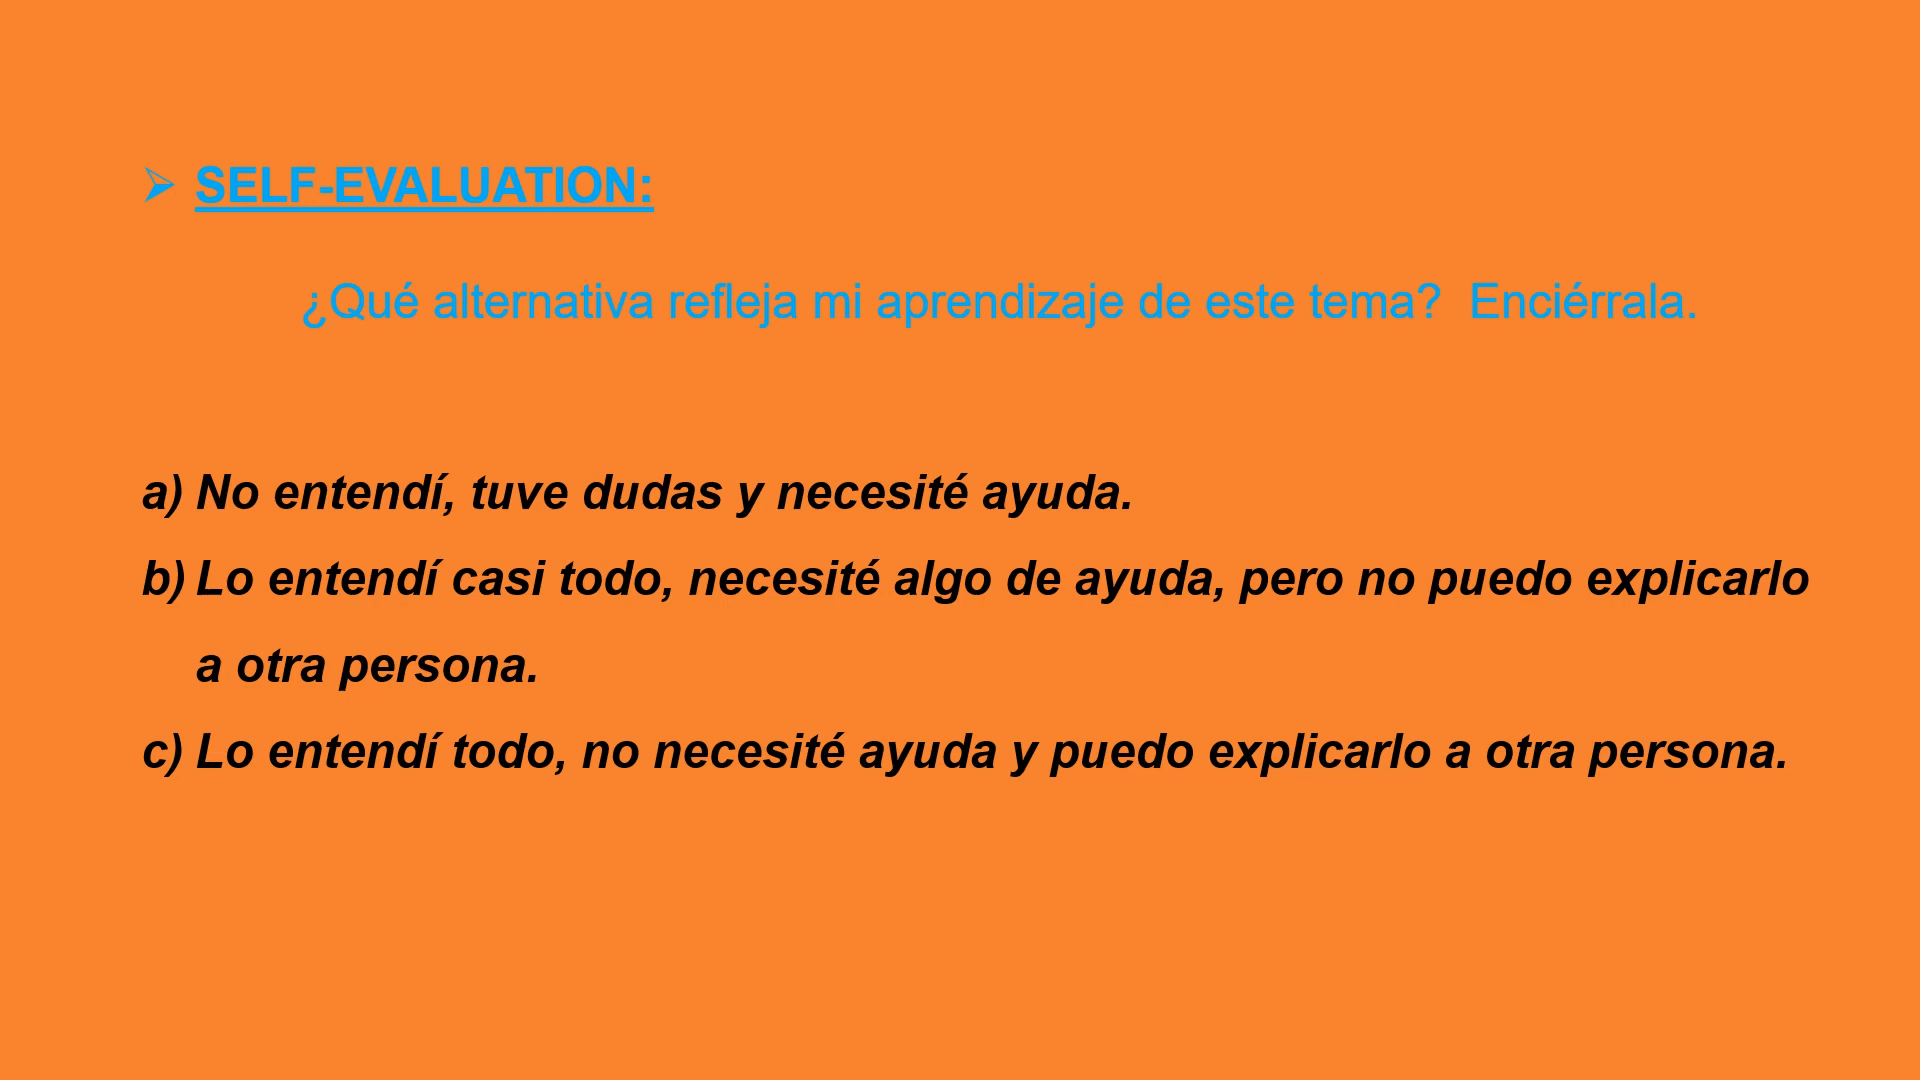 ➢ SELF-EVALUATION:
¿Qué alternativa refleja mi aprendizaje de este tema?  Enciérrala.
a) No entendí, tuve dudas y necesité ayuda.
b) Lo entendí casi todo, necesité algo de ayuda, pero no puedo explicarlo
a otra persona.
c) Lo entendí todo, no necesité ayuda y puedo explicarlo a otra persona.